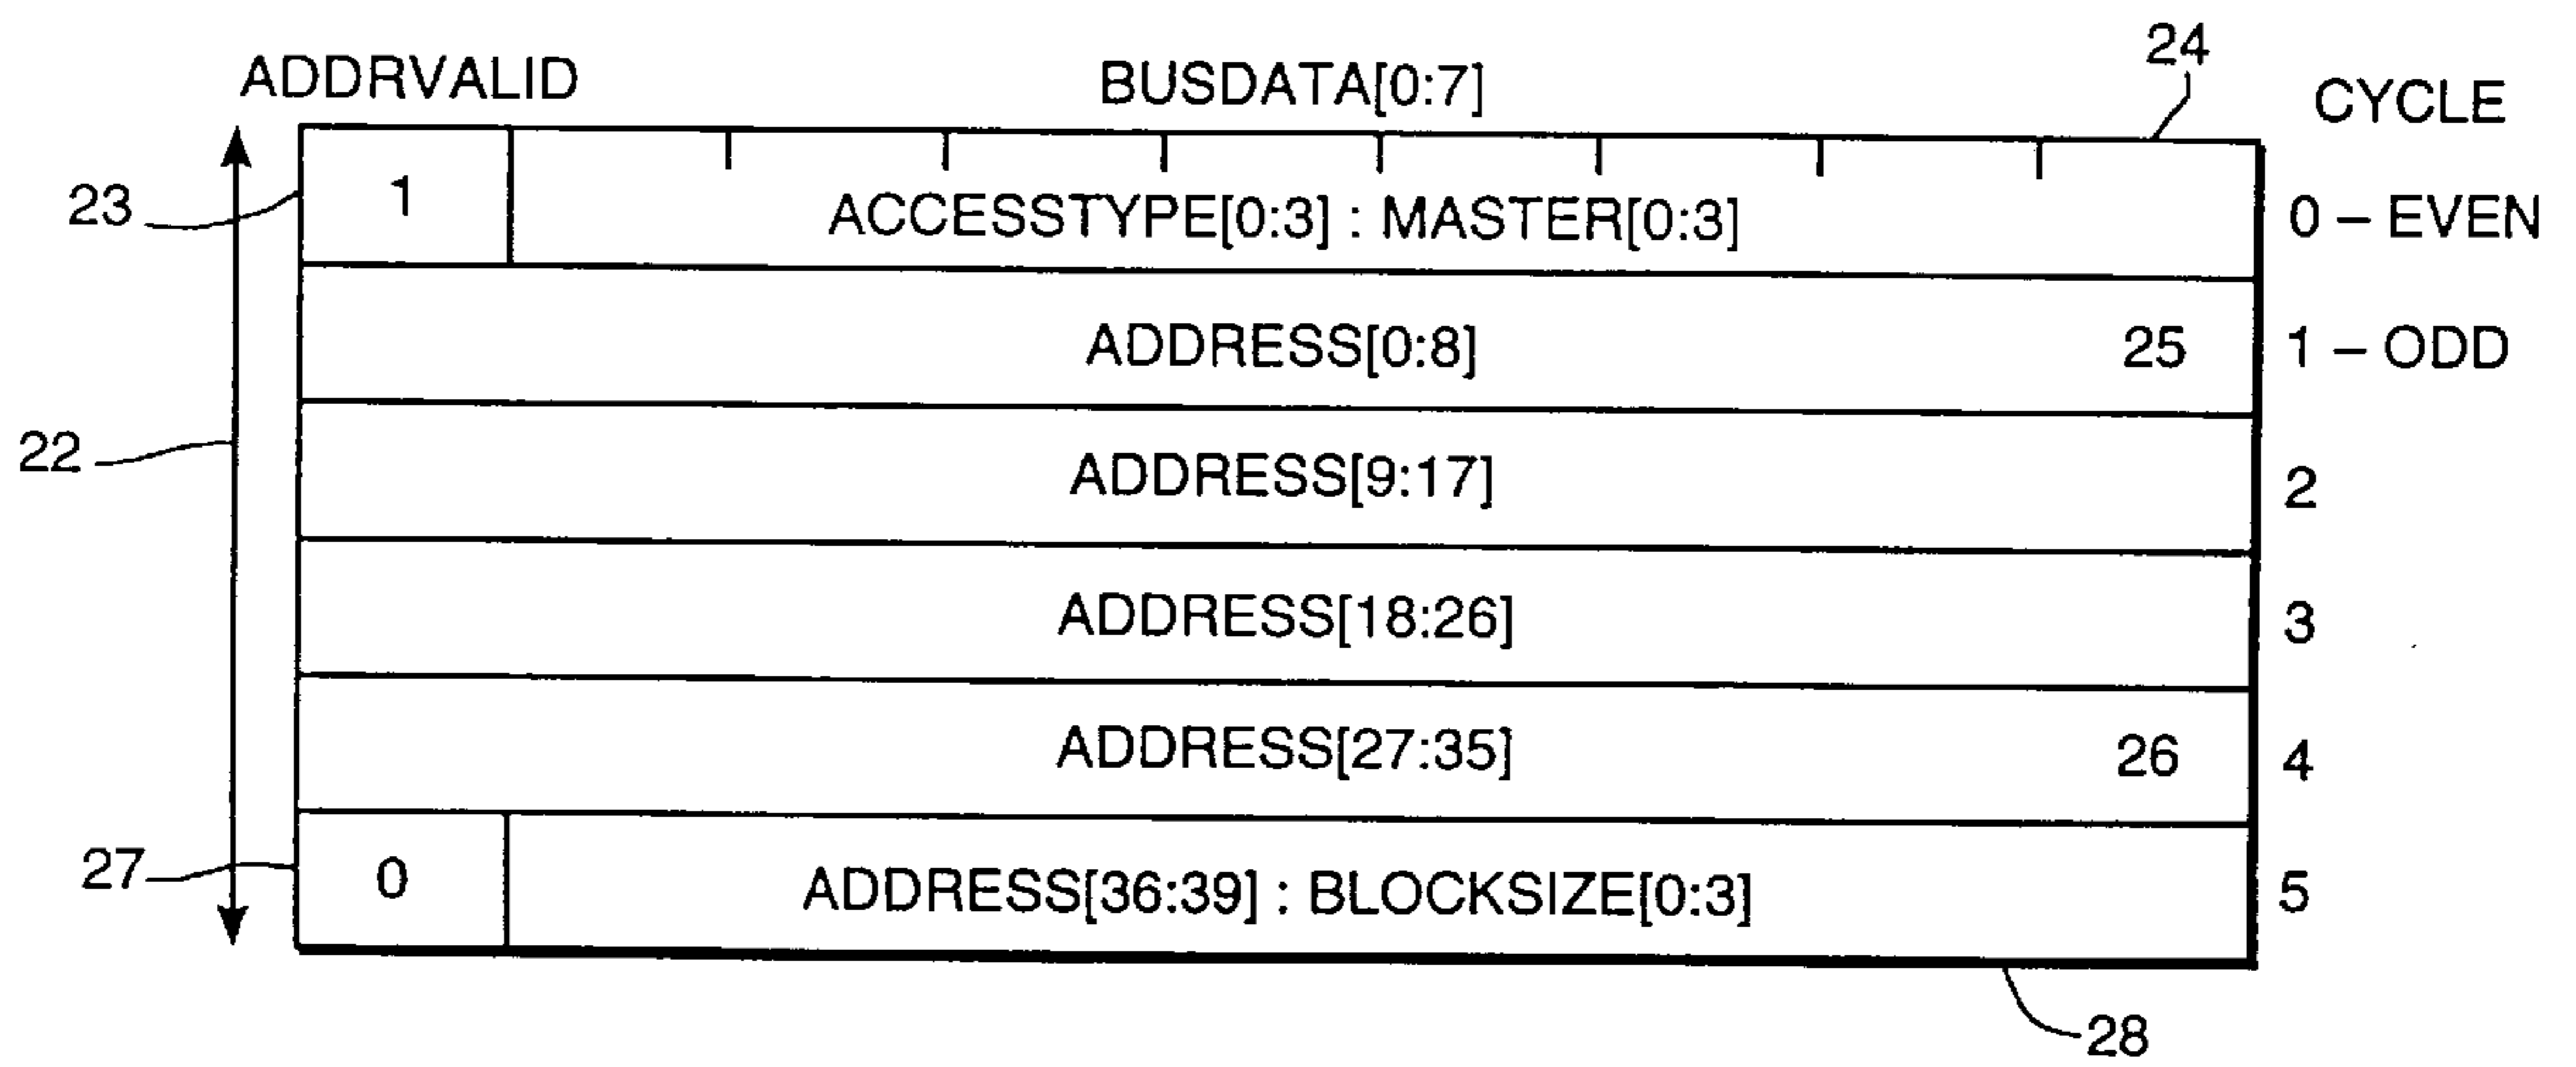 24
ADDRVALID BUSDATA[0:7] CYCLE
23 1 ACCESSTYPE[0:3] : MASTER[0:3] 0 – EVEN
ADDRESS[0:8] 25 1 – ODD
22 ADDRESS[9:17] 2
ADDRESS[18:26] 3
ADDRESS[27:35] 26 4
27 0 ADDRESS[36:39] : BLOCKSIZE[0:3] 5
28